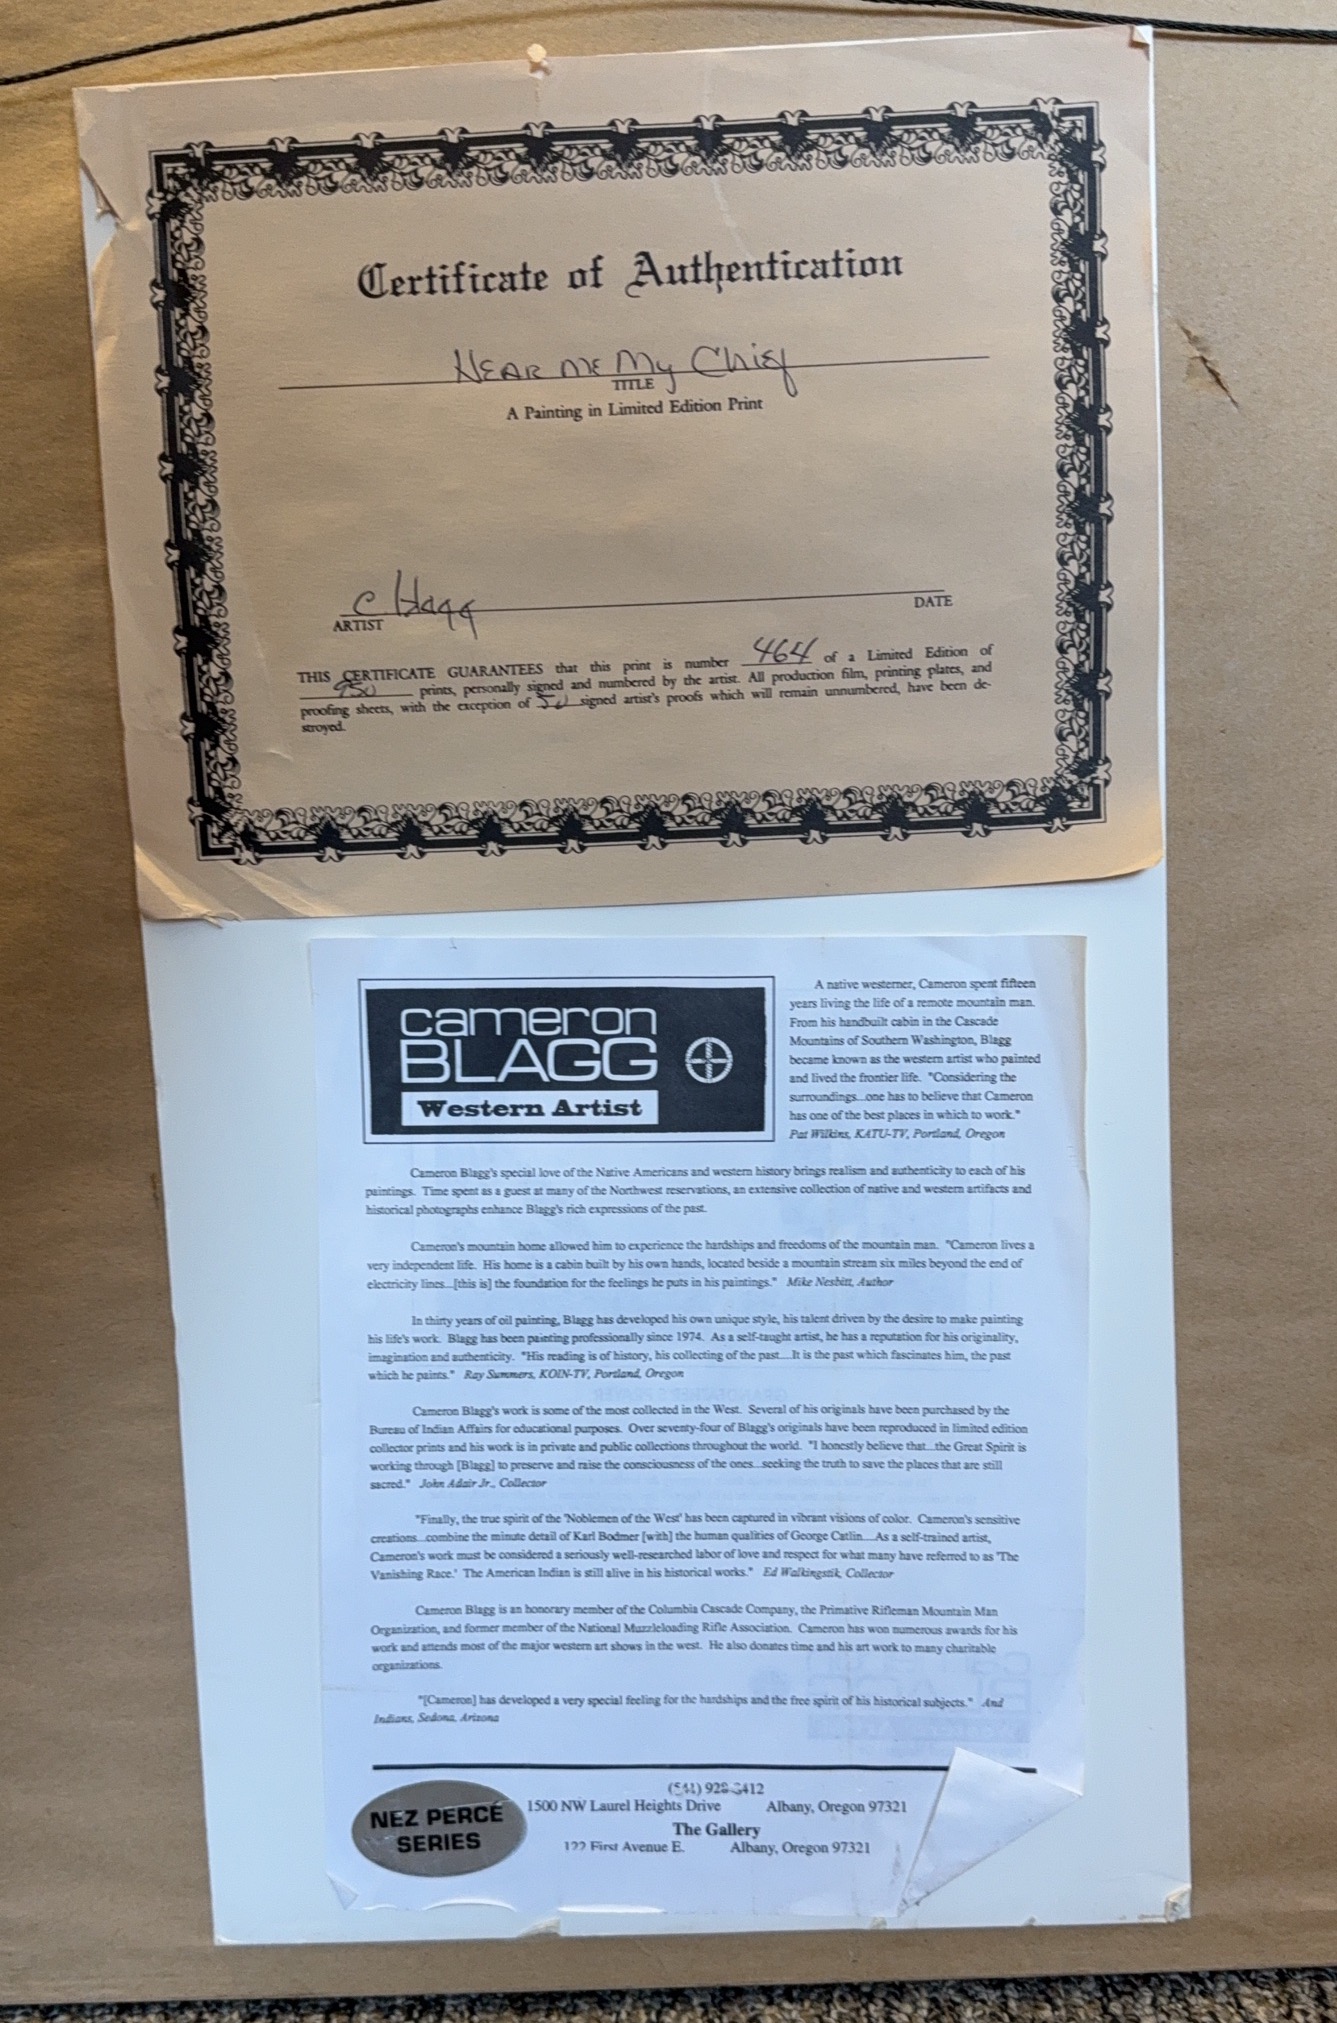 Certificate of Authentication
Near me My Chief
TITLE
A Painting in Limited Edition Print
C Blagg
ARTIST
DATE
THIS CERTIFICATE GUARANTEES that this print is number 464 of a Limited Edition of
950 prints, personally signed and numbered by the artist. All production film, printing plates, and
proofing sheets, with the exception of 50 signed artist's proofs which will remain unnumbered, have been de-
stroyed.
cameron
BLAGG
Western Artist
A native westerner, Cameron spent fifteen
years living the life of a remote mountain man.
From his handbuilt cabin in the Cascade
Mountains of Southern Washington, Blagg
became known as the western artist who painted
and lived the frontier life. "Considering the
surroundings...one has to believe that Cameron
has one of the best places in which to work."
Pat Wilkins, KATU-TV, Portland, Oregon
Cameron Blagg's special love of the Native Americans and western history brings realism and authenticity to each of his
paintings. Time spent as a guest at many of the Northwest reservations, an extensive collection of native and western artifacts and
historical photographs enhance Blagg's rich expressions of the past.
Cameron's mountain home allowed him to experience the hardships and freedoms of the mountain man. "Cameron lives a
very independent life. His home is a cabin built by his own hands, located beside a mountain stream six miles beyond the end of
electricity lines...[this is] the foundation for the feelings he puts in his paintings." Mike Nesbitt, Author
In thirty years of oil painting, Blagg has developed his own unique style, his talent driven by the desire to make painting
his life's work. Blagg has been painting professionally since 1974. As a self-taught artist, he has a reputation for his originality,
imagination and authenticity. "His reading is of history, his collecting of the past....It is the past which fascinates him, the past
which he paints." Ray Summers, KOIN-TV, Portland, Oregon
Cameron Blagg's work is some of the most collected in the West. Several of his originals have been purchased by the
Bureau of Indian Affairs for educational purposes. Over seventy-four of Blagg's originals have been reproduced in limited edition
collector prints and his work is in private and public collections throughout the world. "I honestly believe that...the Great Spirit is
working through [Blagg] to preserve and raise the consciousness of the ones...seeking the truth to save the places that are still
sacred." John Adair Jr., Collector
"Finally, the true spirit of the 'Noblemen of the West' has been captured in vibrant visions of color. Cameron's sensitive
creations...combine the minute detail of Karl Bodmer [with] the human qualities of George Catlin....As a self-trained artist,
Cameron's work must be considered a seriously well-researched labor of love and respect for what many have referred to as 'The
Vanishing Race.' The American Indian is still alive in his historical works." Ed Walkingstik, Collector
Cameron Blagg is an honorary member of the Columbia Cascade Company, the Primative Rifleman Mountain Man
Organization, and former member of the National Muzzleloading Rifle Association. Cameron has won numerous awards for his
work and attends most of the major western art shows in the west. He also donates time and his art work to many charitable
organizations.
"[Cameron] has developed a very special feeling for the hardships and the free spirit of his historical subjects." And
Indians, Sedona, Arizona
(541) 928-3412
1500 NW Laurel Heights Drive Albany, Oregon 97321
The Gallery
122 First Avenue E. Albany, Oregon 97321
NEZ PERCÉ
SERIES